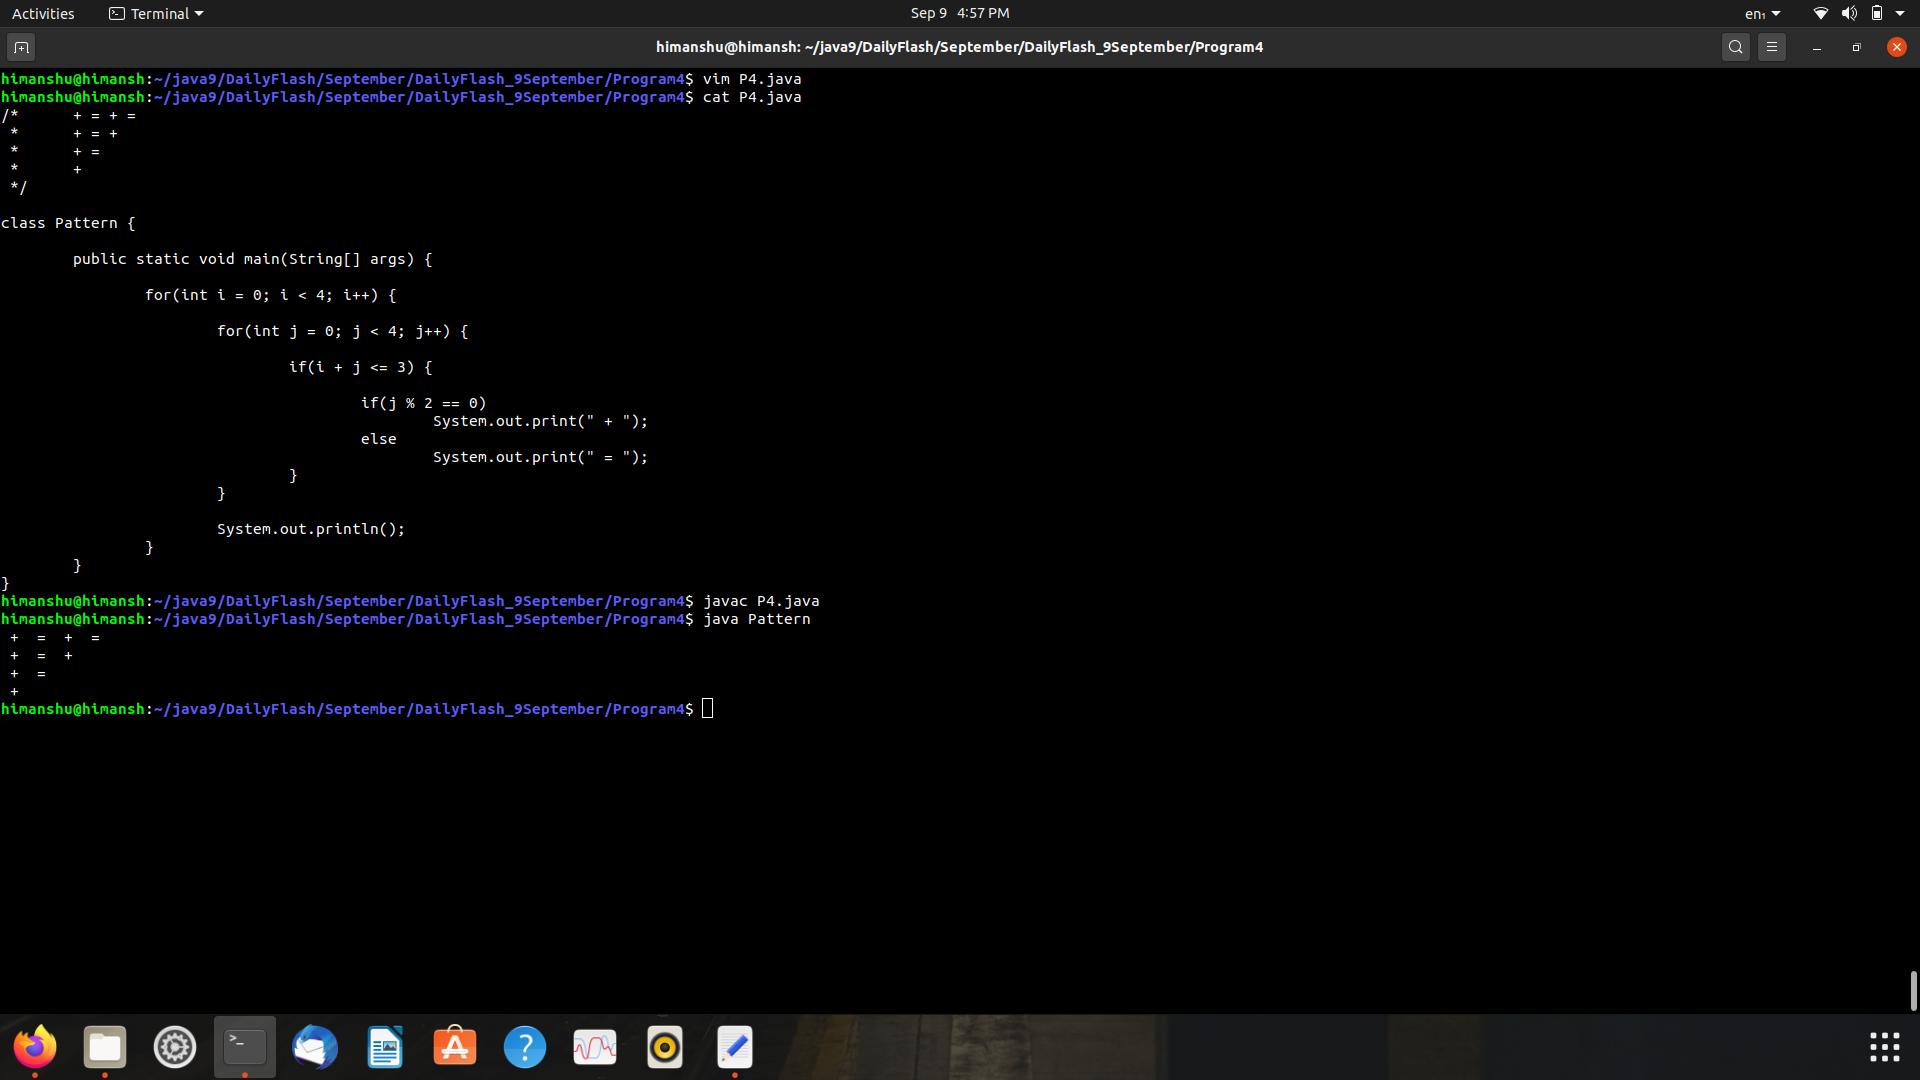 Activities Terminal Sep 9 4:57 PM en₁
himanshu@himansh: ~/java9/DailyFlash/September/DailyFlash_9September/Program4
himanshu@himansh:~/java9/DailyFlash/September/DailyFlash_9September/Program4$ vim P4.java
himanshu@himansh:~/java9/DailyFlash/September/DailyFlash_9September/Program4$ cat P4.java
/*      + = + =
 *      + = +
 *      + =
 *      +
 */
class Pattern {
        public static void main(String[] args) {
                for(int i = 0; i < 4; i++) {
                        for(int j = 0; j < 4; j++) {
                                if(i + j <= 3) {
                                        if(j % 2 == 0)
                                                System.out.print(" + ");
                                        else
                                                System.out.print(" = ");
                                }
                        }
                        System.out.println();
                }
        }
}
himanshu@himansh:~/java9/DailyFlash/September/DailyFlash_9September/Program4$ javac P4.java
himanshu@himansh:~/java9/DailyFlash/September/DailyFlash_9September/Program4$ java Pattern
 +  =  +  =
 +  =  +
 +  =
 +
himanshu@himansh:~/java9/DailyFlash/September/DailyFlash_9September/Program4$